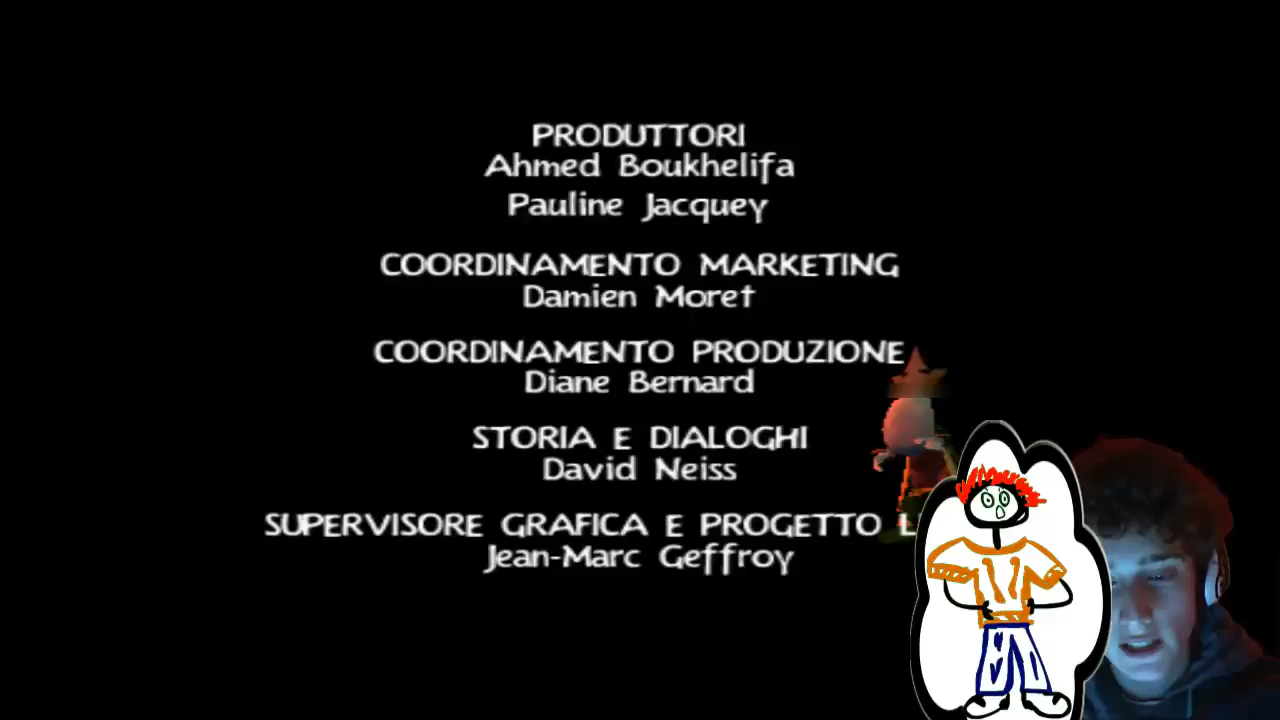 PRODUTTORI
Ahmed Boukhelifa
Pauline Jacquey
COORDINAMENTO MARKETING
Damien Moret
COORDINAMENTO PRODUZIONE
Diane Bernard
STORIA E DIALOGHI
David Neiss
SUPERVISORE GRAFICA E PROGETTO L
Jean-Marc Geffroy